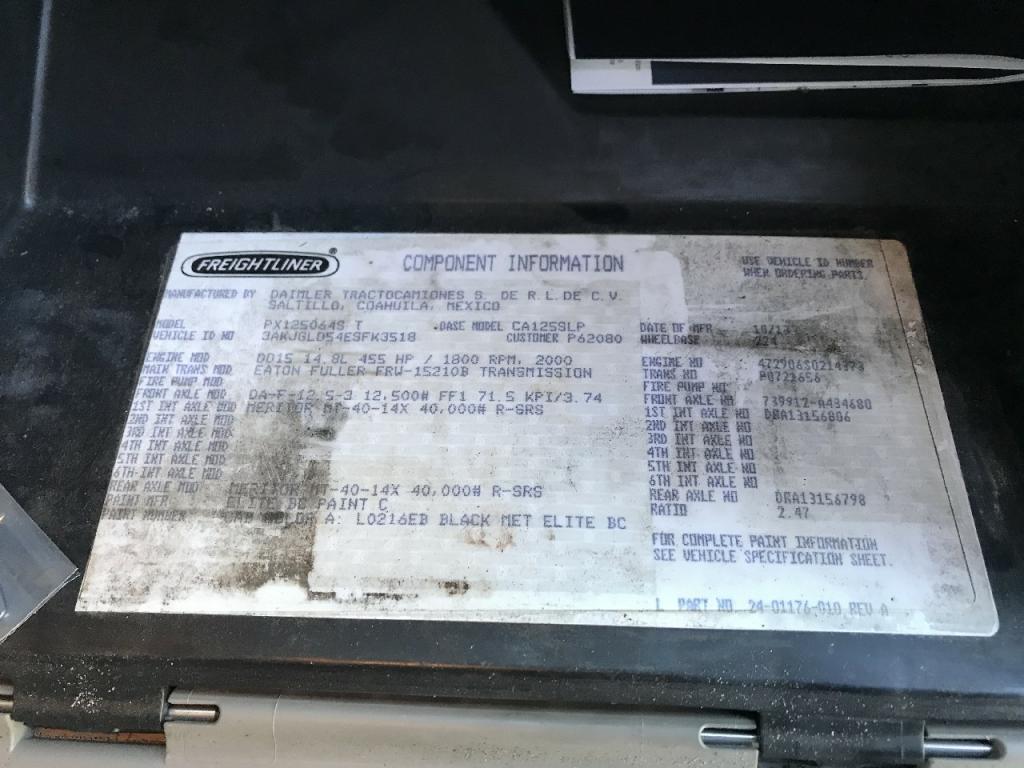 FREIGHTLINER ®
COMPONENT INFORMATION
USE VEHICLE ID NUMBER
WHEN ORDERING PARTS.
MANUFACTURED BY DAIMLER TRACTOCAMIONES S. DE R.L.DE C.V.
SALTILLO, COAHUILA, MEXICO
MODEL PX125064S T .BASE MODEL CA125SLP DATE OF MFR
VEHICLE ID NO 3AKJGLD54ESFK3518 CUSTOMER P62080 WHEELBASE
ENGINE MOD DD15 14.8L 455 HP / 1800 RPM, 2000 ENGINE NO
MAIN TRANS MOD EATON FULLER FRW-15210B TRANSMISSION TRANS NO
FIRE PUMP MOD FIRE PUMP NO
FRONT AXLE MOD DA-F-12.5-3 12,500# FF1 71.5 KPI/3.74 FRONT AXLE NO 739912-A434680
1ST INT AXLE MOD MERITOR MT-40-14X 40,000# R-SRS 1ST INT AXLE NO DRA13156806
2ND INT AXLE MOD 2ND INT AXLE NO
3RD INT AXLE MOD 3RD INT AXLE NO
4TH INT AXLE MOD 4TH INT AXLE NO
5TH INT AXLE MOD 5TH INT AXLE NO
6TH INT AXLE MOD 6TH INT AXLE NO
REAR AXLE MOD MERITOR MT-40-14X 40,000# R-SRS REAR AXLE NO DRA13156798
PAINT MFR ELITE BC PAINT C RATIO 2.47
PAINT NUMBER CAB COLOR A: L0216EB BLACK MET ELITE BC
FOR COMPLETE PAINT INFORMATION
SEE VEHICLE SPECIFICATION SHEET.
PART NO 24-01176-010 REV A